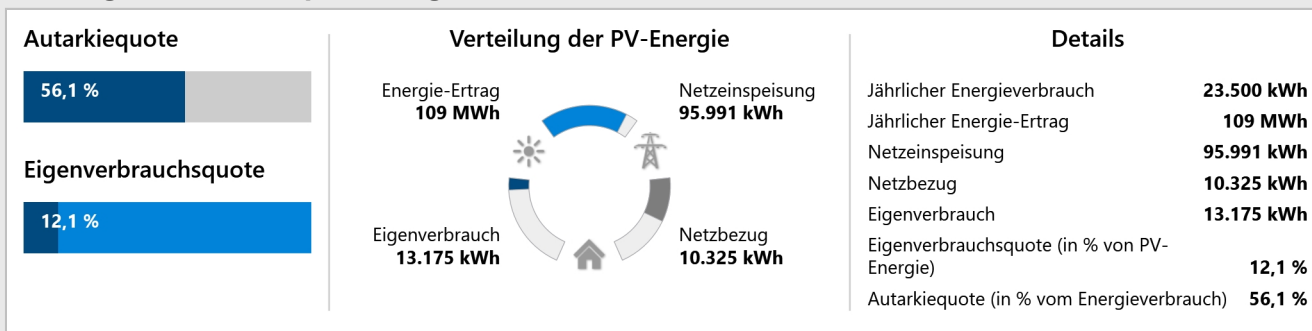 Autarkiequote
56,1 %
Eigenverbrauchsquote
12,1 %
Verteilung der PV-Energie
Energie-Ertrag
109 MWh
Netzeinspeisung
95.991 kWh
Eigenverbrauch
13.175 kWh
Netzbezug
10.325 kWh
Details
Jährlicher Energieverbrauch 23.500 kWh
Jährlicher Energie-Ertrag 109 MWh
Netzeinspeisung 95.991 kWh
Netzbezug 10.325 kWh
Eigenverbrauch 13.175 kWh
Eigenverbrauchsquote (in % von PV-
Energie) 12,1 %
Autarkiequote (in % vom Energieverbrauch) 56,1 %